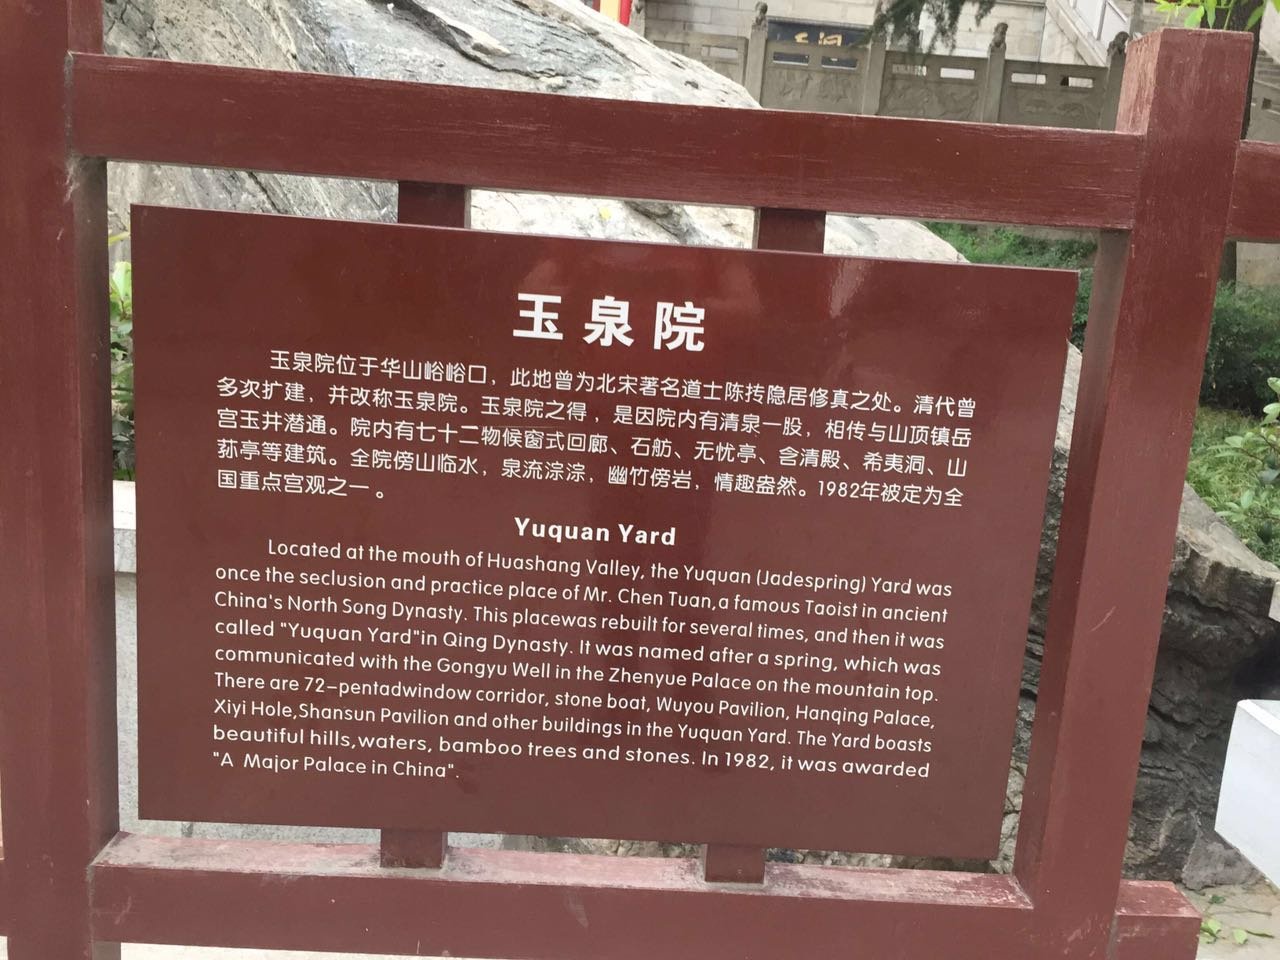 玉泉院
玉泉院位于华山峪峪口，此地曾为北宋著名道士陈抟隐居修真之处。清代曾
多次扩建，并改称玉泉院。玉泉院之得，是因院内有清泉一股，相传与山顶镇岳
宫玉井潜通。院内有七十二物候窗式回廊、石舫、无忧亭、含清殿、希夷洞、山
荪亭等建筑。全院傍山临水，泉流淙淙，幽竹傍岩，情趣盎然。1982年被定为全
国重点宫观之一。
Yuquan Yard
Located at the mouth of Huashang Valley, the Yuquan (Jadespring) Yard was
once the seclusion and practice place of Mr. Chen Tuan,a famous Taoist in ancient
China's North Song Dynasty. This placewas rebuilt for several times, and then it was
called "Yuquan Yard"in Qing Dynasty. It was named after a spring, which was
communicated with the Gongyu Well in the Zhenyue Palace on the mountain top.
There are 72-pentadwindow corridor, stone boat, Wuyou Pavilion, Hanqing Palace,
Xiyi Hole,Shansun Pavilion and other buildings in the Yuquan Yard. The Yard boasts
beautiful hills,waters, bamboo trees and stones. In 1982, it was awarded
"A Major Palace in China".